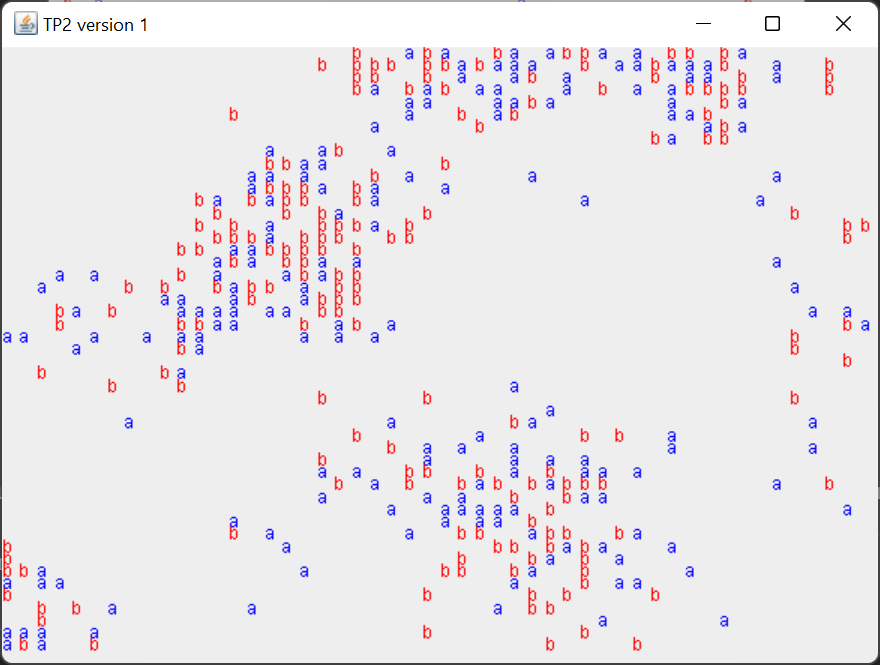 TP2 version 1
b a b a a a b b a a a b b a
b b b b b b a b a a a b a a b a a a b a b
b b a a b a b a a b a b
b a b a b a a a b a a b b b b b
a a a a b a a b a
b a b a b a a b
a b a b a
b a b b
a a b a
b b a a b
a a a b a a a
a b b b a b a a
b a b a b b b a a a
b b b a b b
b b a b b b b a b b b
b b b a b b b b b b
b b a a b b b b b
a b a b b a a a
a a b a a b a b b
a b b b a b b b a b b a
a a a b a b b b
b a b a a a a a a b b a a
b b b a a b a b a b a
a a a a a a a a a b
a b a b
b
b b a
b b a
b b b
a
a a b a a
b a b b a
b a a a a a
b a a a a
a a b b b a b a a a
b a b b a b b a b b b a b
a a a b b a a
a a a a a a b a
a a a a b
b a a b b a b b b a
b a b b b a b a a
b b b a b a
b b a a b b b a b a
a a a a b a a
b b b b b
b b a a a b b
b a a
a a a a b b
a b a b b b